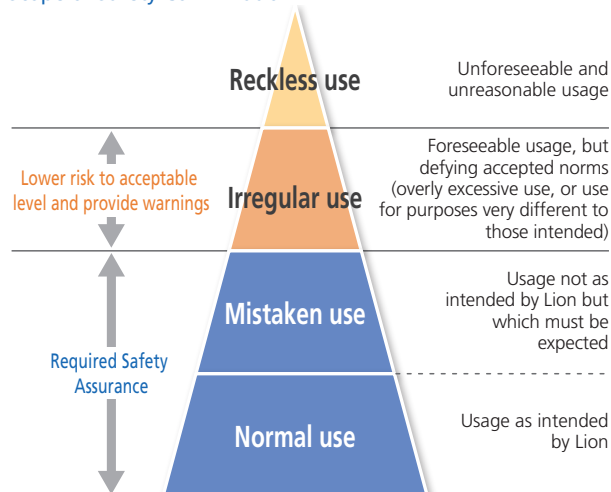 Reckless use
Unforeseeable and
unreasonable usage
Lower risk to acceptable
level and provide warnings
Irregular use
Foreseeable usage, but
defying accepted norms
(overly excessive use, or use
for purposes very different to
those intended)
Required Safety
Assurance
Mistaken use
Usage not as
intended by Lion but
which must be
expected
Normal use
Usage as intended
by Lion